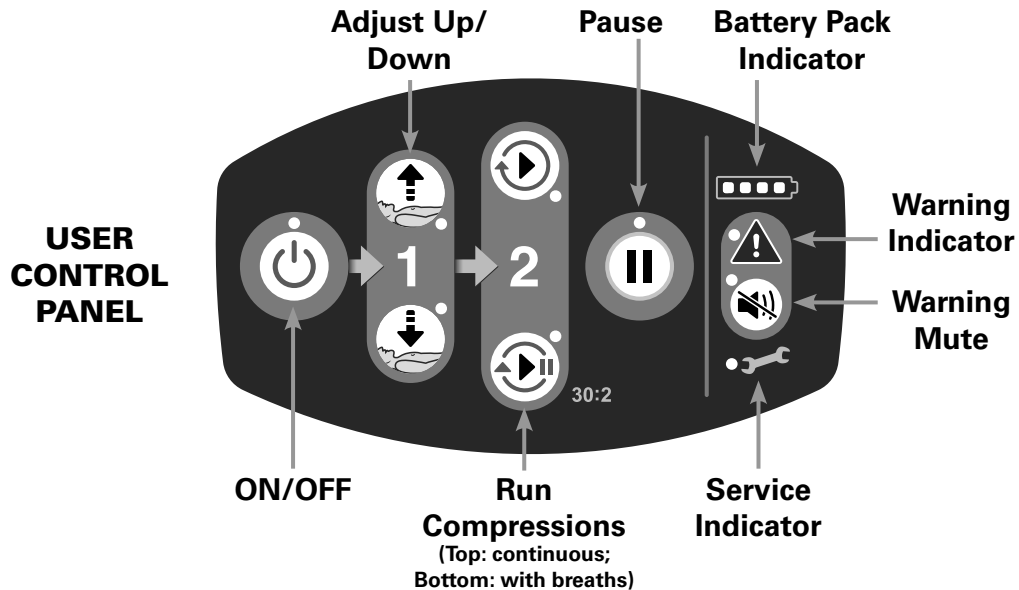 Adjust Up/
Down
Pause
Battery Pack
Indicator
USER
CONTROL
PANEL
1
2
30:2
Warning
Indicator
Warning
Mute
ON/OFF
Run
Compressions
(Top: continuous;
Bottom: with breaths)
Service
Indicator